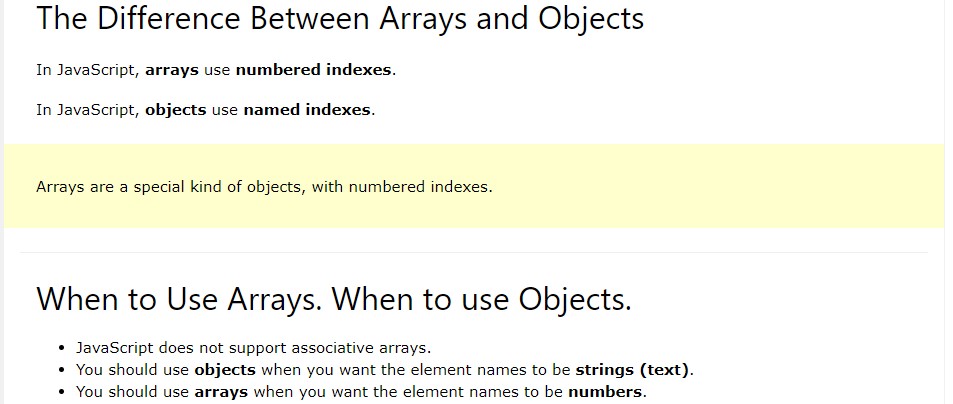 The Difference Between Arrays and Objects
In JavaScript, arrays use numbered indexes.
In JavaScript, objects use named indexes.
Arrays are a special kind of objects, with numbered indexes.
When to Use Arrays. When to use Objects.
• JavaScript does not support associative arrays.
• You should use objects when you want the element names to be strings (text).
• You should use arrays when you want the element names to be numbers.